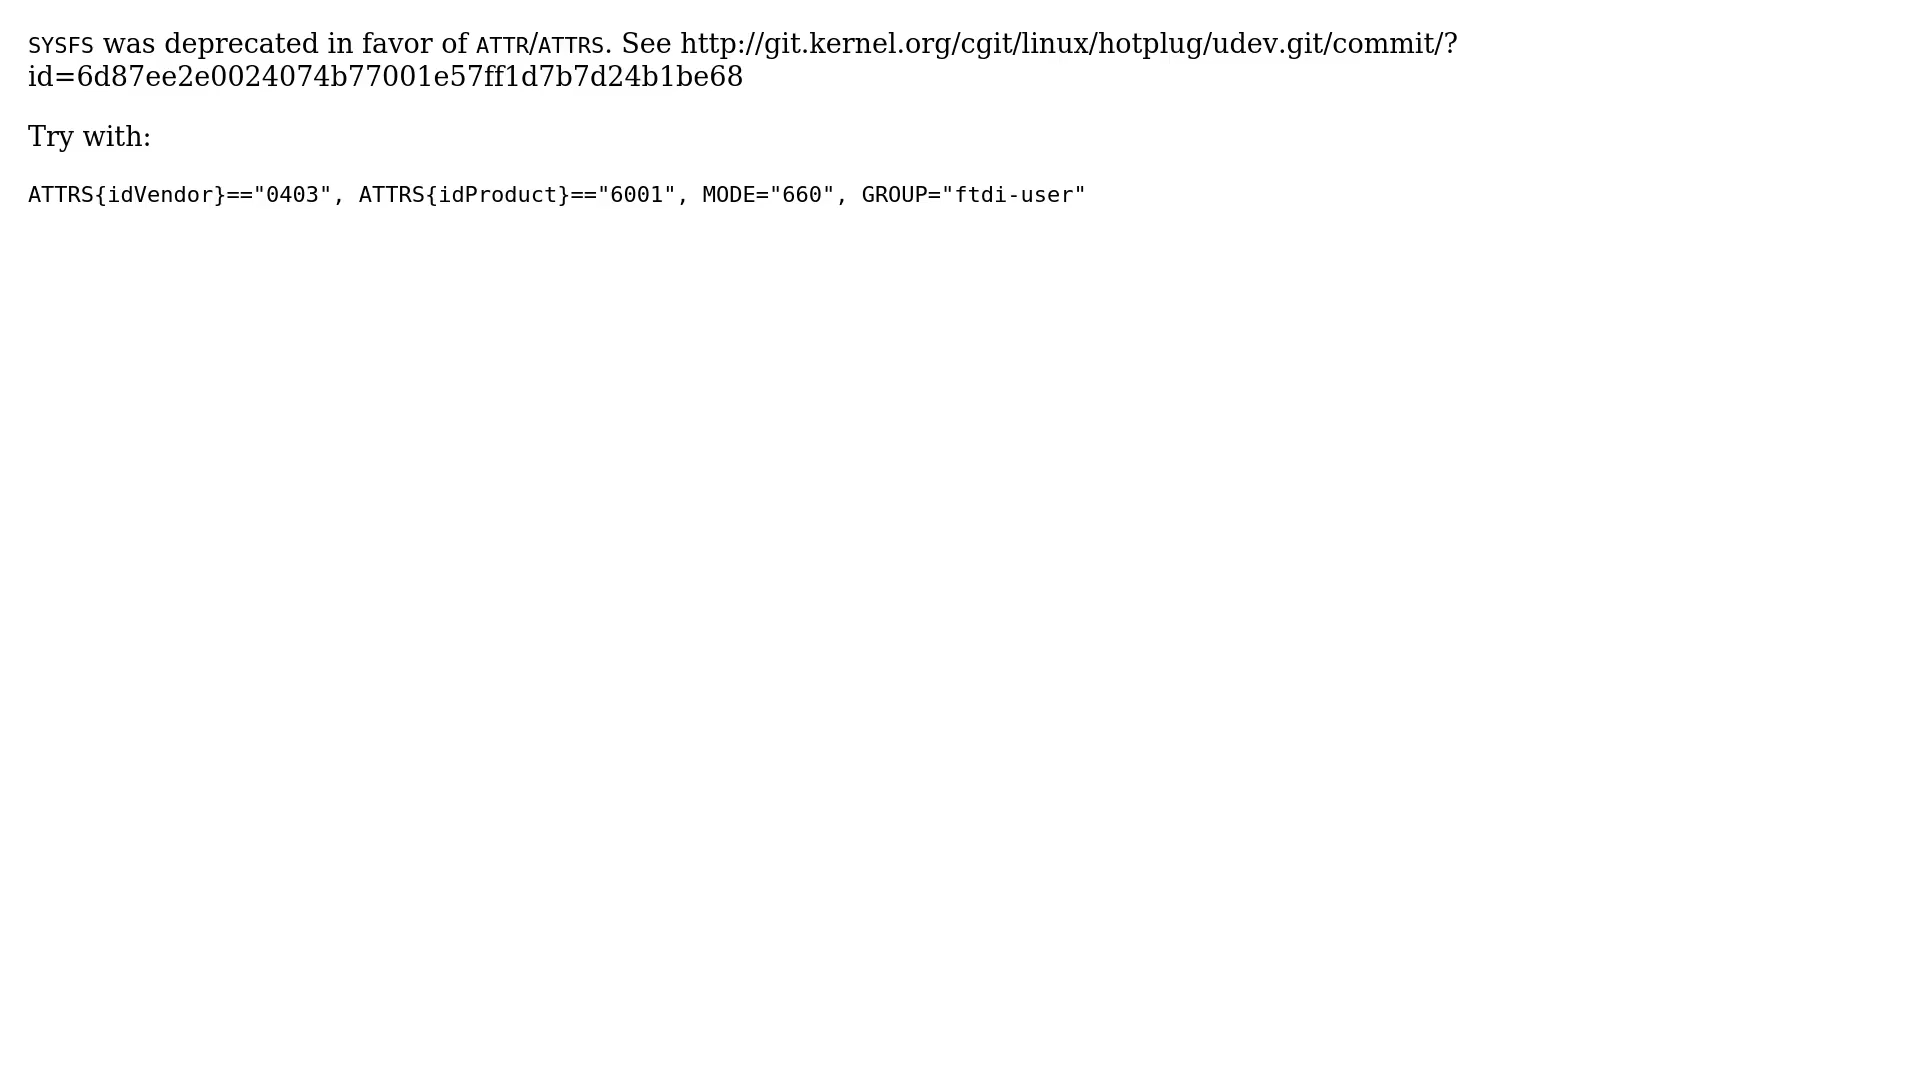 SYSFS was deprecated in favor of ATTR/ATTRS. See http://git.kernel.org/cgit/linux/hotplug/udev.git/commit/?
id=6d87ee2e0024074b77001e57ff1d7b7d24b1be68
Try with:
ATTRS{idVendor}=="0403", ATTRS{idProduct}=="6001", MODE="660", GROUP="ftdi-user"